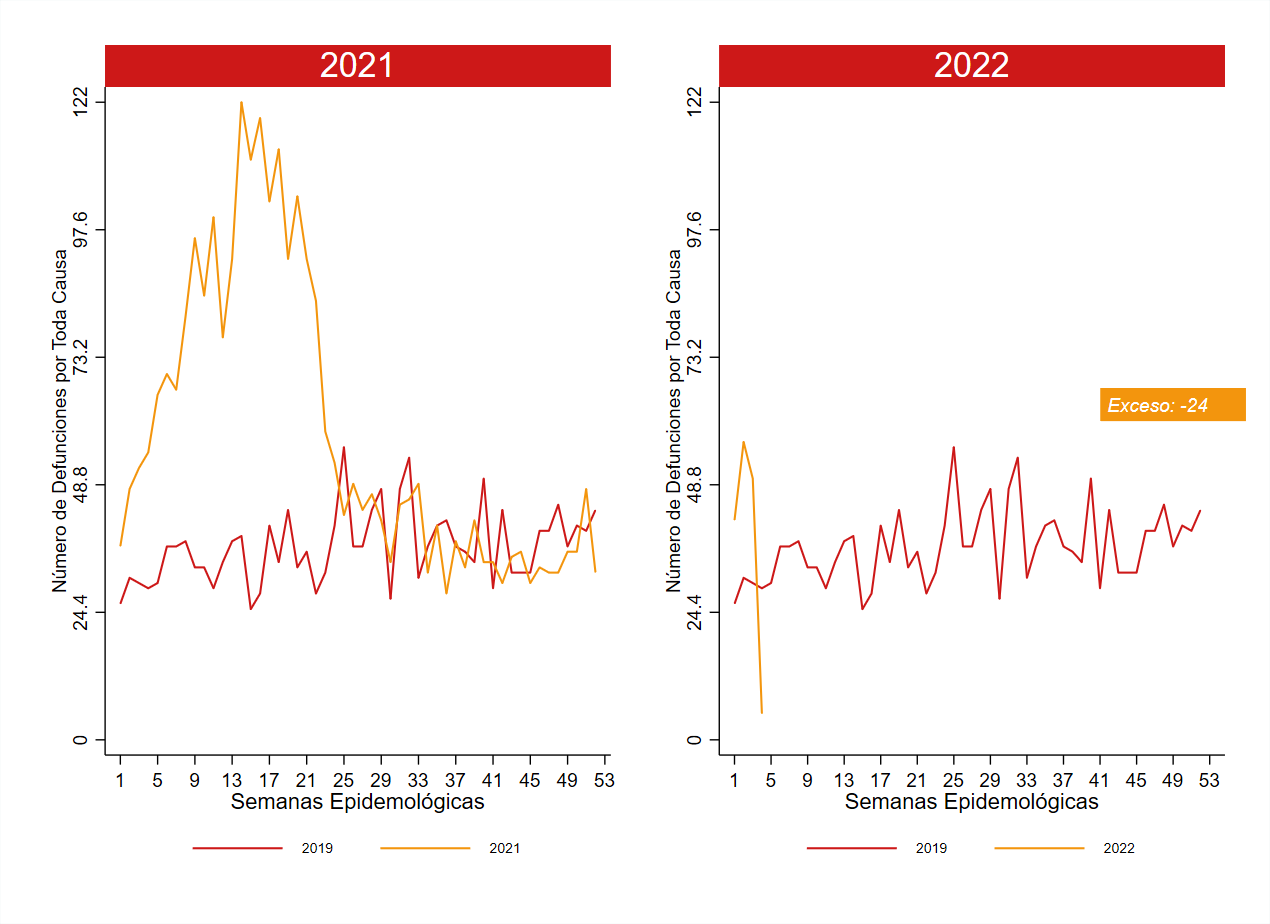 2021
Número de Defunciones por Toda Causa
122
97.6
73.2
48.8
24.4
0
1 5 9 13 17 21 25 29 33 37 41 45 49 53
Semanas Epidemológicas
2019 2021
2022
Número de Defunciones por Toda Causa
122
97.6
73.2
48.8
24.4
0
Exceso: -24
1 5 9 13 17 21 25 29 33 37 41 45 49 53
Semanas Epidemológicas
2019 2022